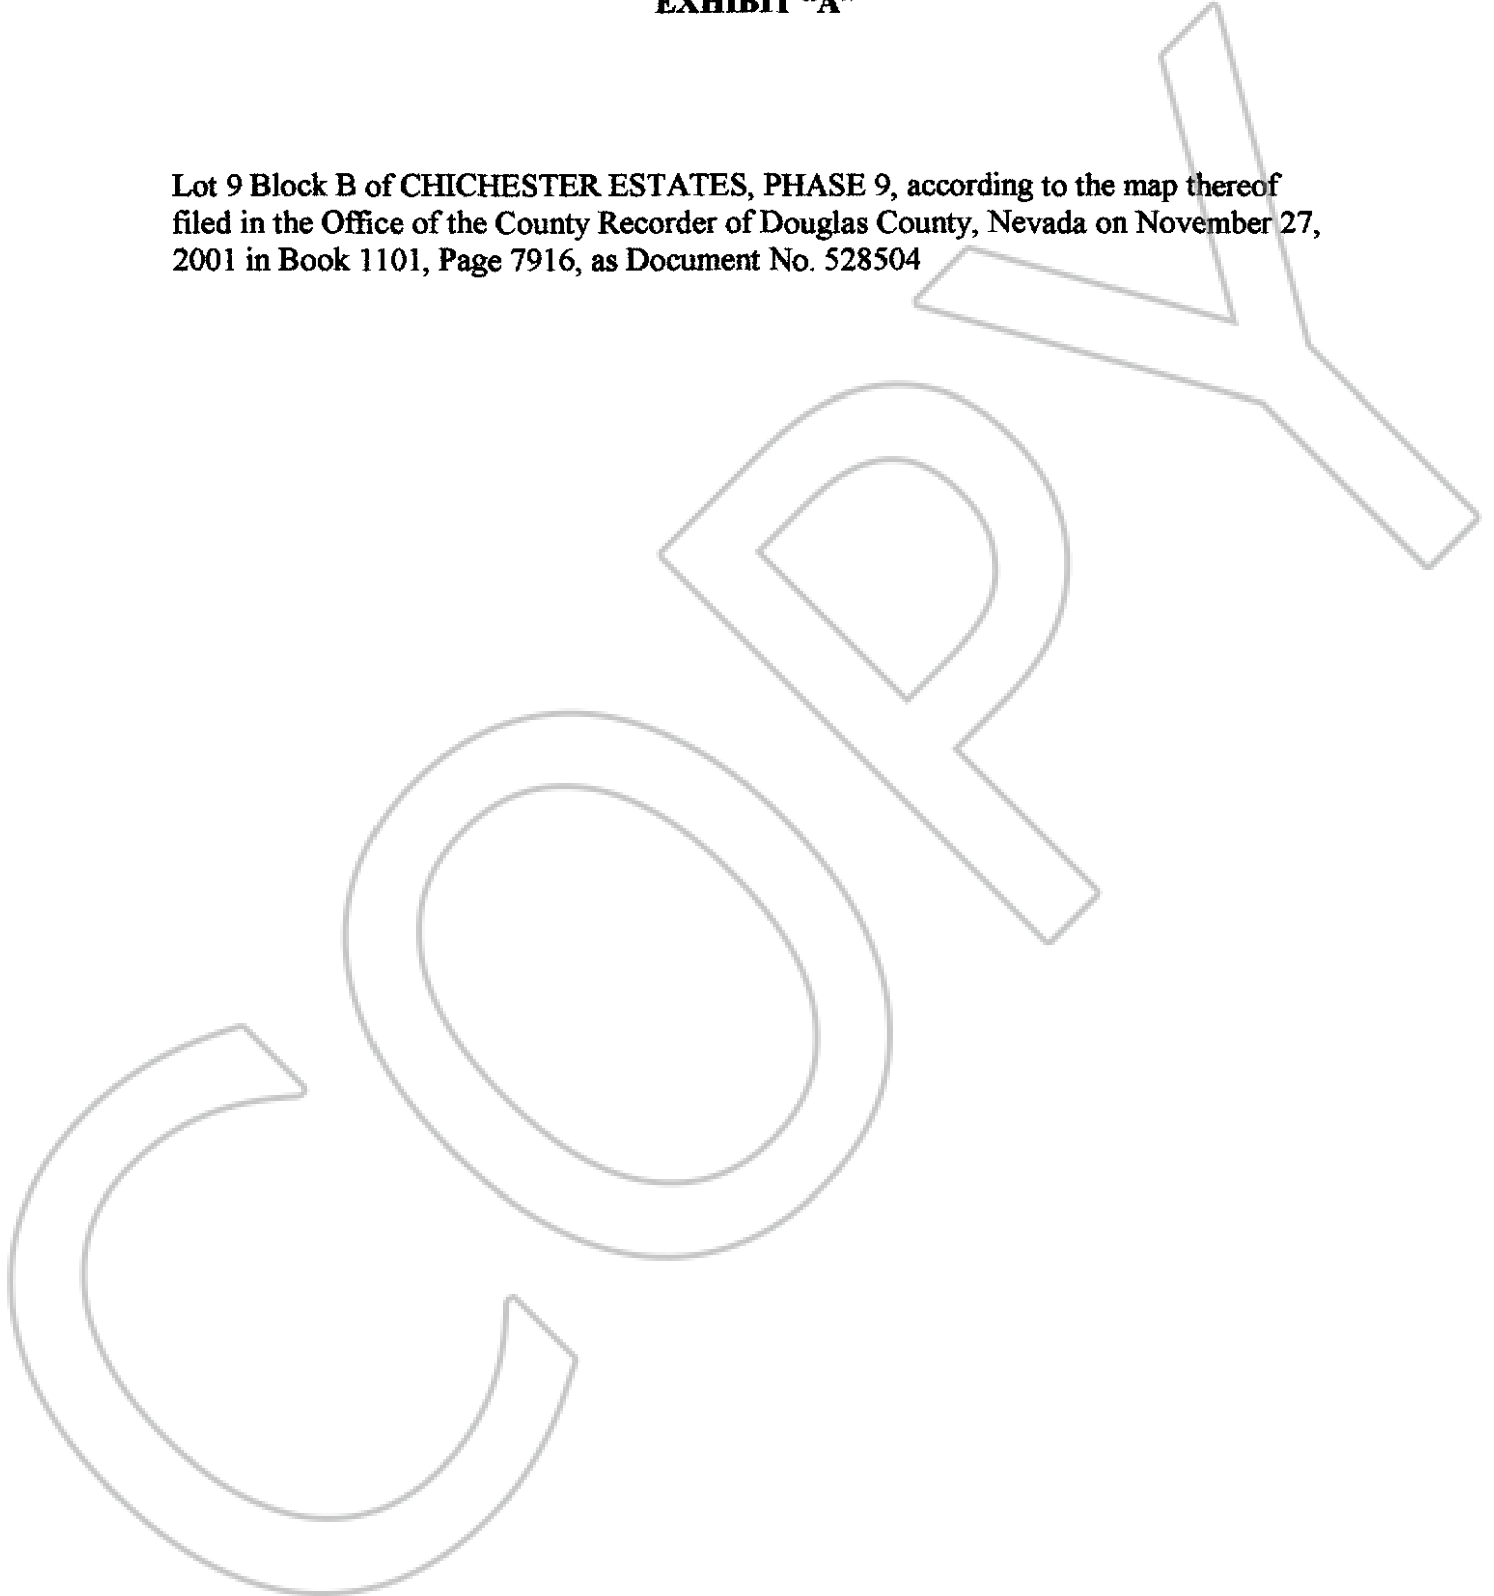 EXHIBIT "A"
Lot 9 Block B of CHICHESTER ESTATES, PHASE 9, according to the map thereof
filed in the Office of the County Recorder of Douglas County, Nevada on November 27,
2001 in Book 1101, Page 7916, as Document No. 528504
COPY